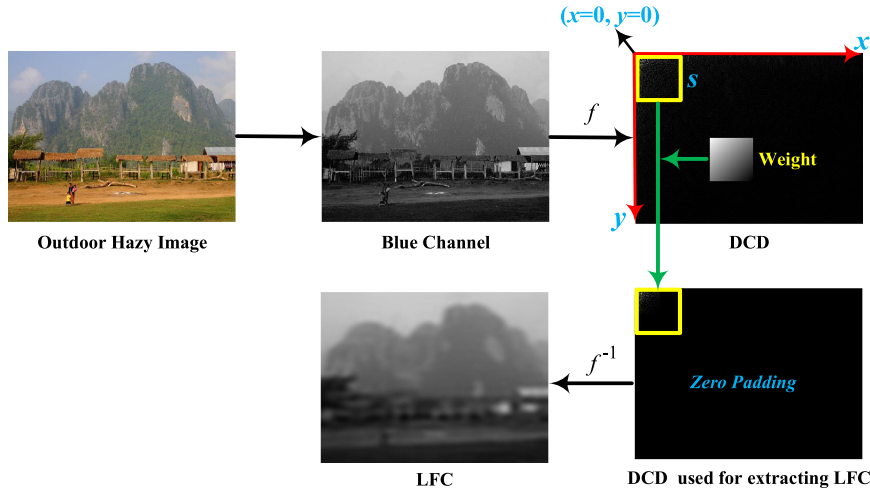 (x=0, y=0)
x
s
f
Weight
y
Outdoor Hazy Image
Blue Channel
DCD
f⁻¹
Zero Padding
LFC
DCD used for extracting LFC